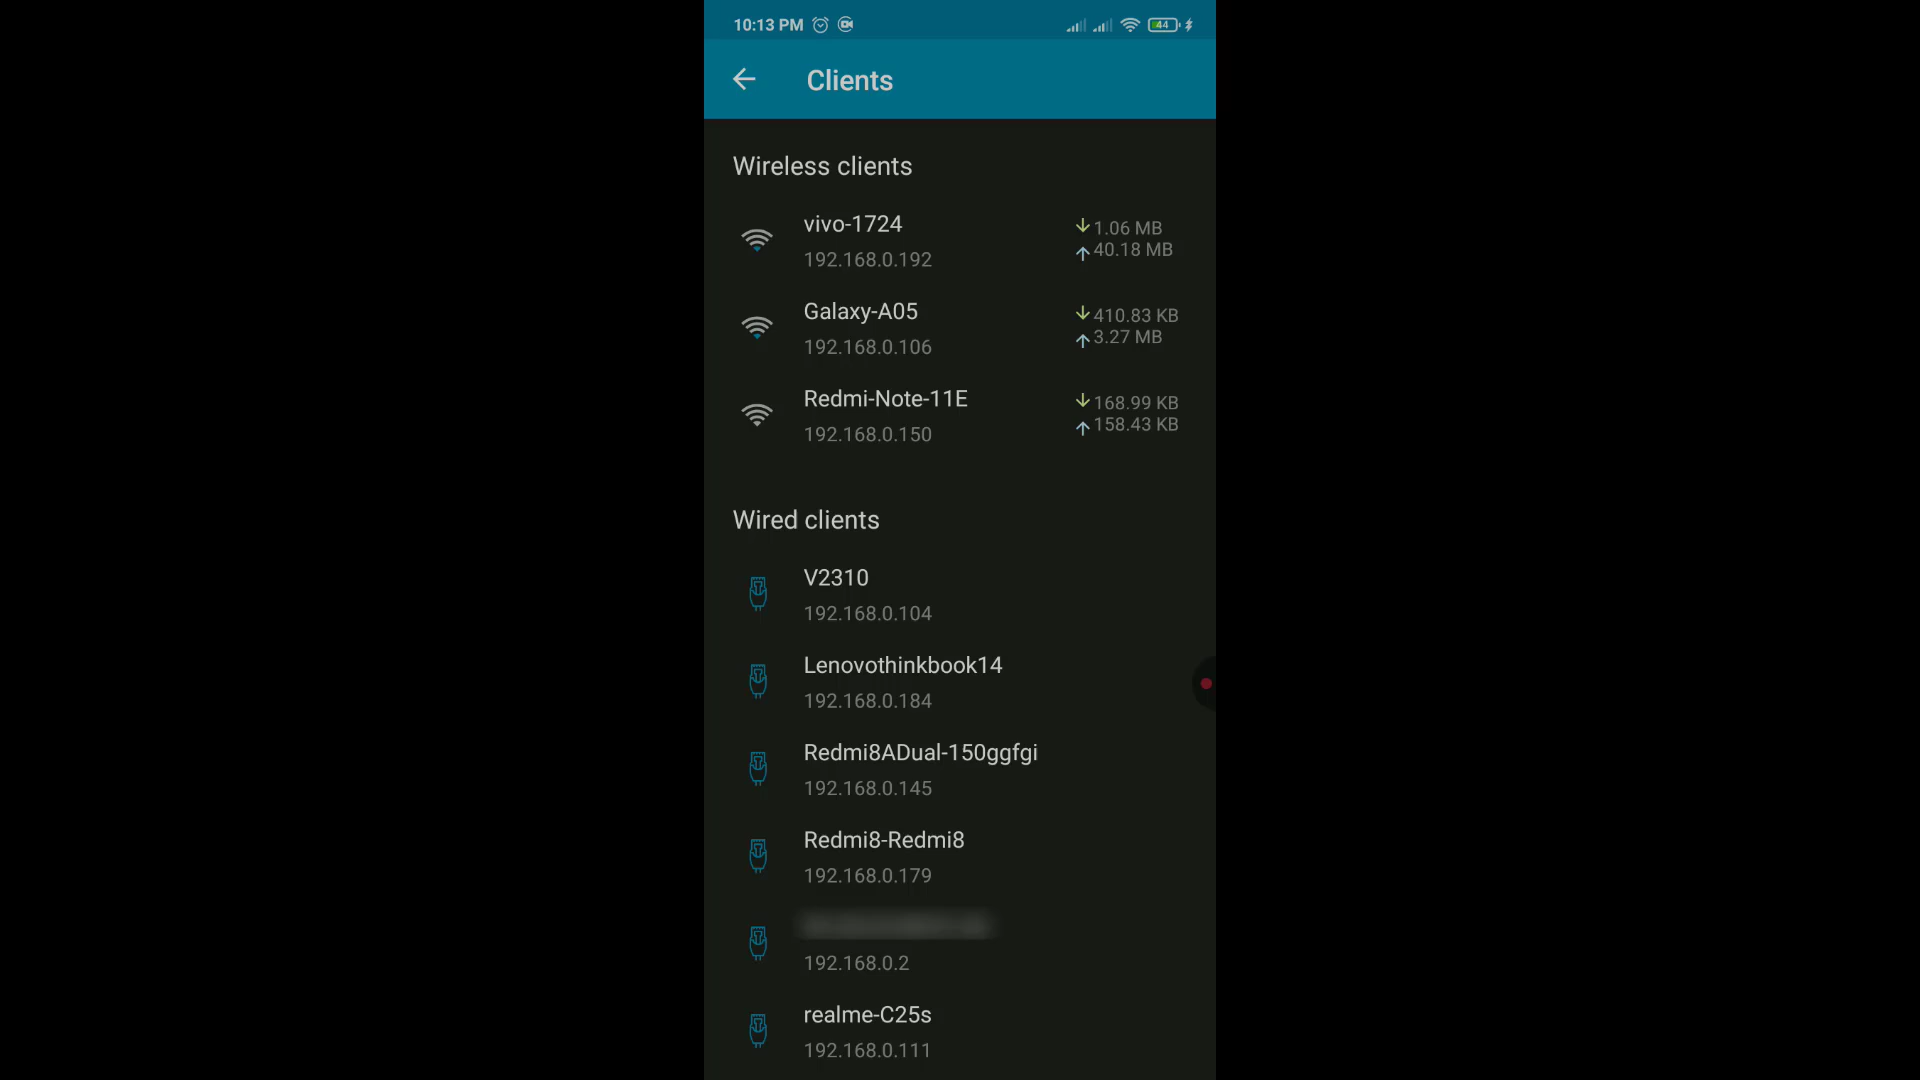 10:13 PM 44
Clients
Wireless clients
vivo-1724
192.168.0.192
1.06 MB
40.18 MB
Galaxy-A05
192.168.0.106
410.83 KB
3.27 MB
Redmi-Note-11E
192.168.0.150
168.99 KB
158.43 KB
Wired clients
V2310
192.168.0.104
Lenovothinkbook14
192.168.0.184
Redmi8ADual-150ggfgi
192.168.0.145
Redmi8-Redmi8
192.168.0.179
192.168.0.2
realme-C25s
192.168.0.111